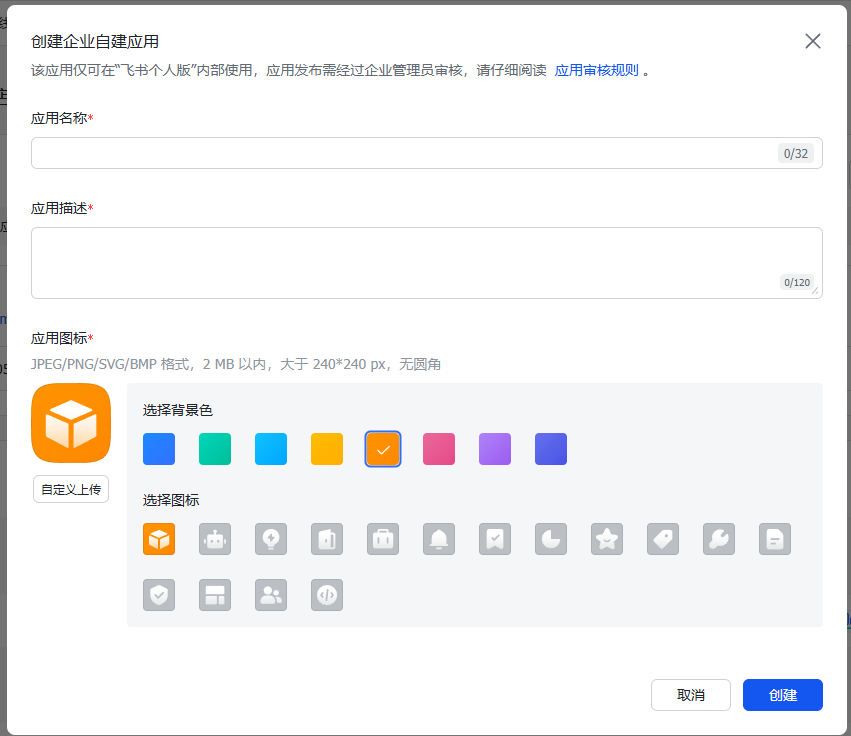 创建企业自建应用
该应用仅可在“飞书个人版”内部使用，应用发布需经过企业管理员审核，请仔细阅读 应用审核规则 。
应用名称*
0/32
应用描述*
0/120
应用图标*
JPEG/PNG/SVG/BMP 格式，2 MB 以内，大于 240*240 px，无圆角
选择背景色
自定义上传
选择图标
取消
创建